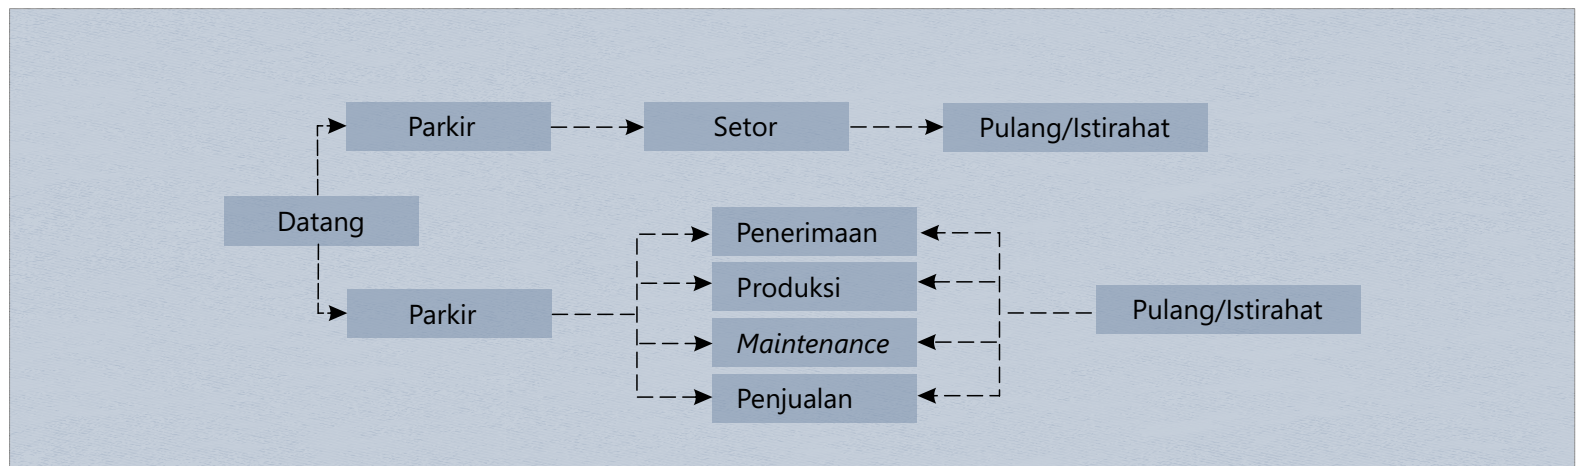 Parkir
Setor
Pulang/Istirahat
Datang
Penerimaan
Produksi
Parkir
Pulang/Istirahat
Maintenance
Penjualan